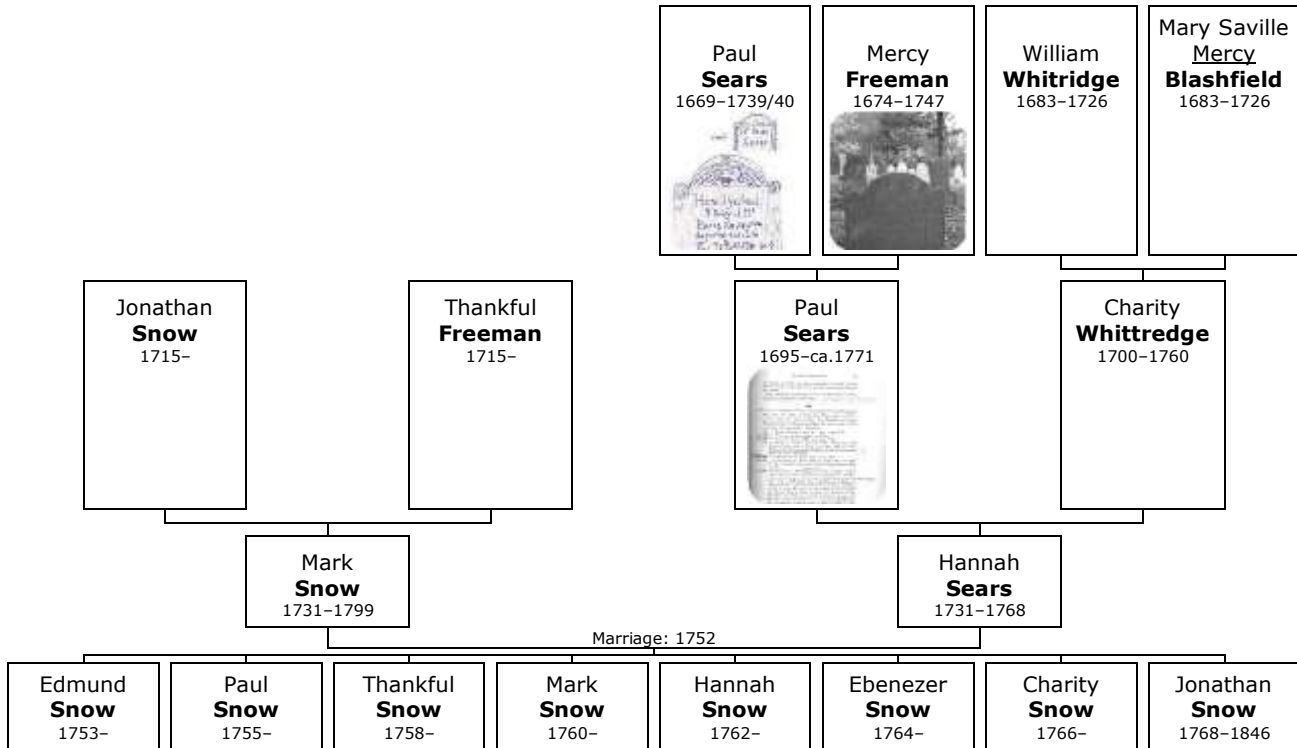 Paul
Sears
1669–1739/40
Mercy
Freeman
1674–1747
William
Whitridge
1683–1726
Mary Saville
Mercy
Blashfield
1683–1726
Jonathan
Snow
1715–
Thankful
Freeman
1715–
Paul
Sears
1695–ca.1771
Charity
Whittredge
1700–1760
Mark
Snow
1731–1799
Hannah
Sears
1731–1768
Marriage: 1752
Edmund
Snow
1753–
Paul
Snow
1755–
Thankful
Snow
1758–
Mark
Snow
1760–
Hannah
Snow
1762–
Ebenezer
Snow
1764–
Charity
Snow
1766–
Jonathan
Snow
1768–1846